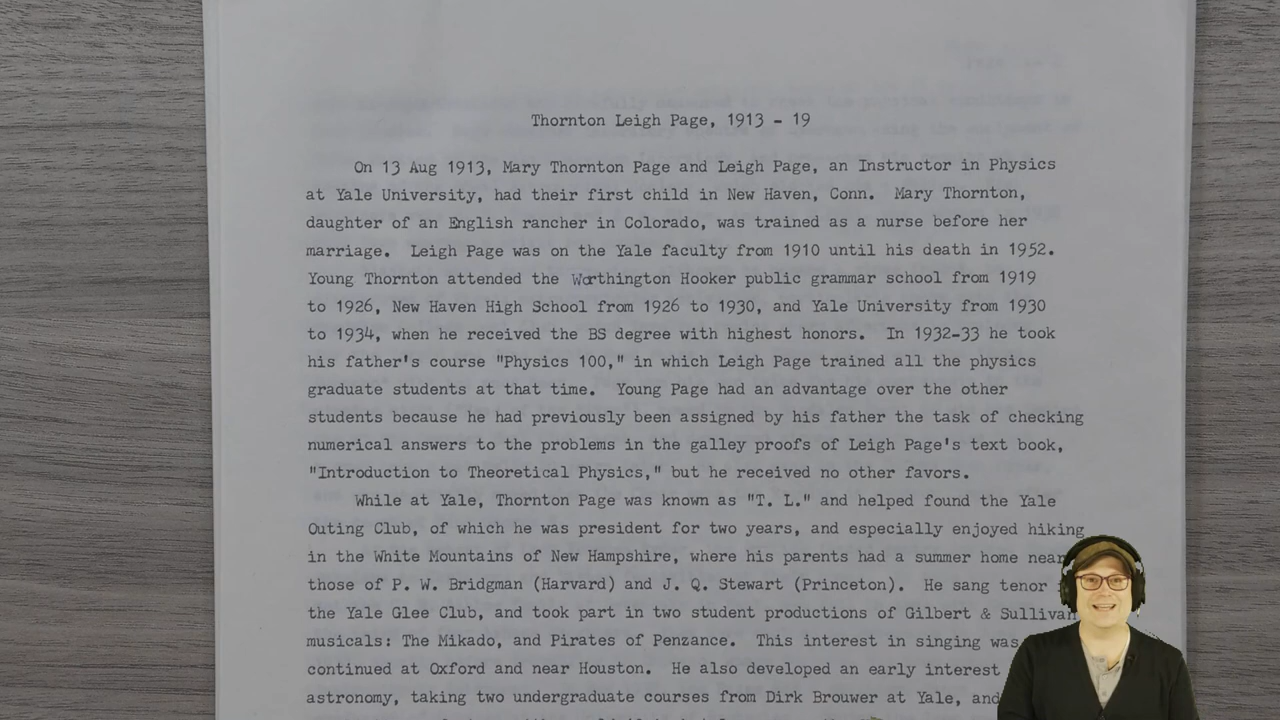 Thornton Leigh Page, 1913 - 19
On 13 Aug 1913, Mary Thornton Page and Leigh Page, an Instructor in Physics
at Yale University, had their first child in New Haven, Conn.  Mary Thornton,
daughter of an English rancher in Colorado, was trained as a nurse before her
marriage.  Leigh Page was on the Yale faculty from 1910 until his death in 1952.
Young Thornton attended the Worthington Hooker public grammar school from 1919
to 1926, New Haven High School from 1926 to 1930, and Yale University from 1930
to 1934, when he received the BS degree with highest honors.  In 1932-33 he took
his father's course "Physics 100," in which Leigh Page trained all the physics
graduate students at that time.  Young Page had an advantage over the other
students because he had previously been assigned by his father the task of checking
numerical answers to the problems in the galley proofs of Leigh Page's text book,
"Introduction to Theoretical Physics," but he received no other favors.
While at Yale, Thornton Page was known as "T. L." and helped found the Yale
Outing Club, of which he was president for two years, and especially enjoyed hiking
in the White Mountains of New Hampshire, where his parents had a summer home near
those of P. W. Bridgman (Harvard) and J. Q. Stewart (Princeton).  He sang tenor
the Yale Glee Club, and took part in two student productions of Gilbert & Sullivan
musicals: The Mikado, and Pirates of Penzance.  This interest in singing was
continued at Oxford and near Houston.  He also developed an early interest
astronomy, taking two undergraduate courses from Dirk Brouwer at Yale, and